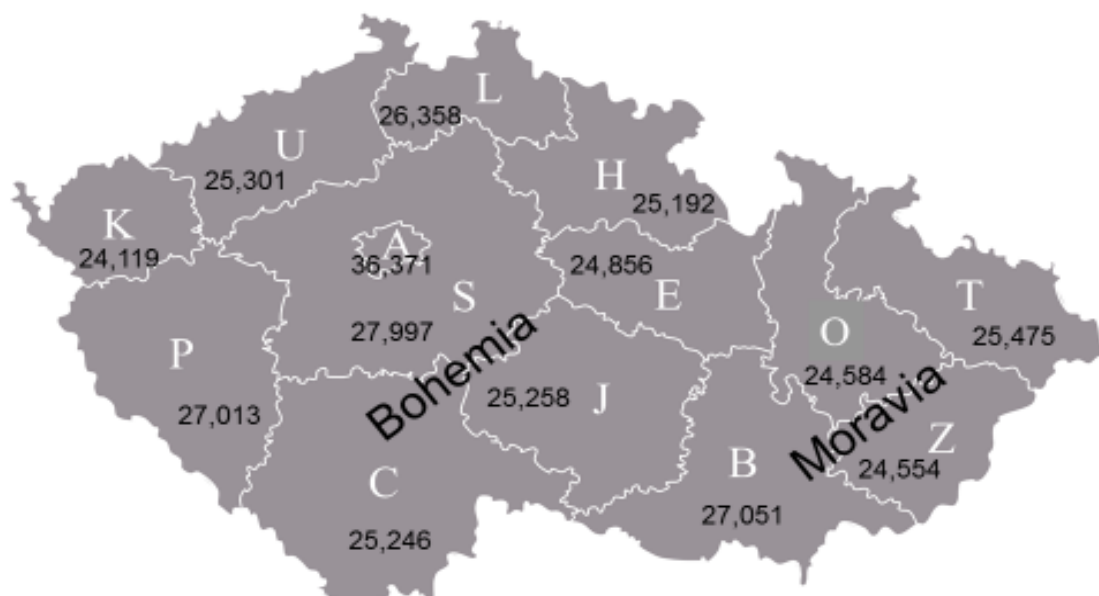 L
26,358
U
25,301
H
25,192
K
24,119
A
36,371
24,856
E
S
27,997
T
25,475
O
24,584
P
27,013
Bohemia
25,258
J
Moravia
Z
24,554
B
27,051
C
25,246